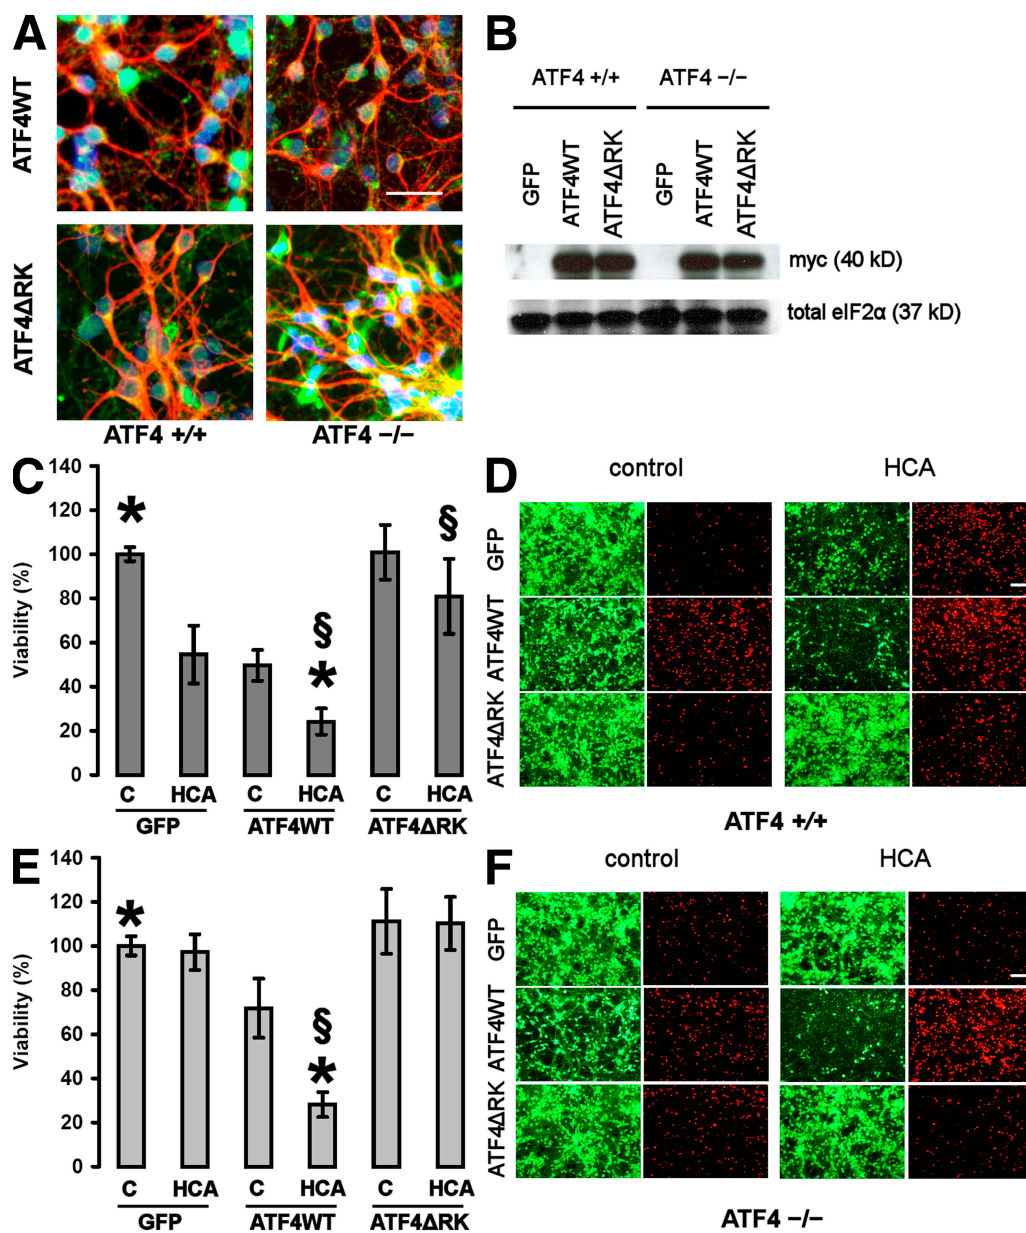 A
ATF4WT
ATF4ΔRK
ATF4 +/+
ATF4 –/–
B
ATF4 +/+
ATF4 –/–
GFP
ATF4WT
ATF4ΔRK
GFP
ATF4WT
ATF4ΔRK
myc (40 kD)
total eIF2α (37 kD)
C
Viability (%)
140
120
100
80
60
40
20
0
*
§
*
§
C
HCA
C
HCA
C
HCA
GFP
ATF4WT
ATF4ΔRK
D
control
HCA
GFP
ATF4WT
ATF4ΔRK
ATF4 +/+
E
Viability (%)
140
120
100
80
60
40
20
0
*
§
*
C
HCA
C
HCA
C
HCA
GFP
ATF4WT
ATF4ΔRK
F
control
HCA
GFP
ATF4WT
ATF4ΔRK
ATF4 –/–